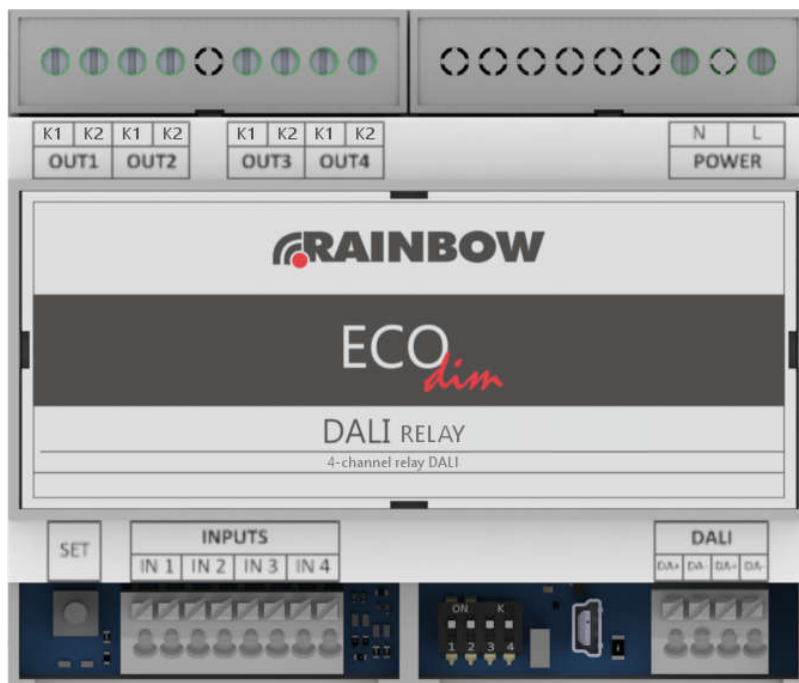 K1 K2 K1 K2 K1 K2 K1 K2 N L
OUT1 OUT2 OUT3 OUT4 POWER
RAINBOW
ECO
dim
DALI RELAY
4-channel relay DALI
SET
INPUTS
IN 1 IN 2 IN 3 IN 4
DALI
DA+ DA- DA+ DA-
ON K
1 2 3 4